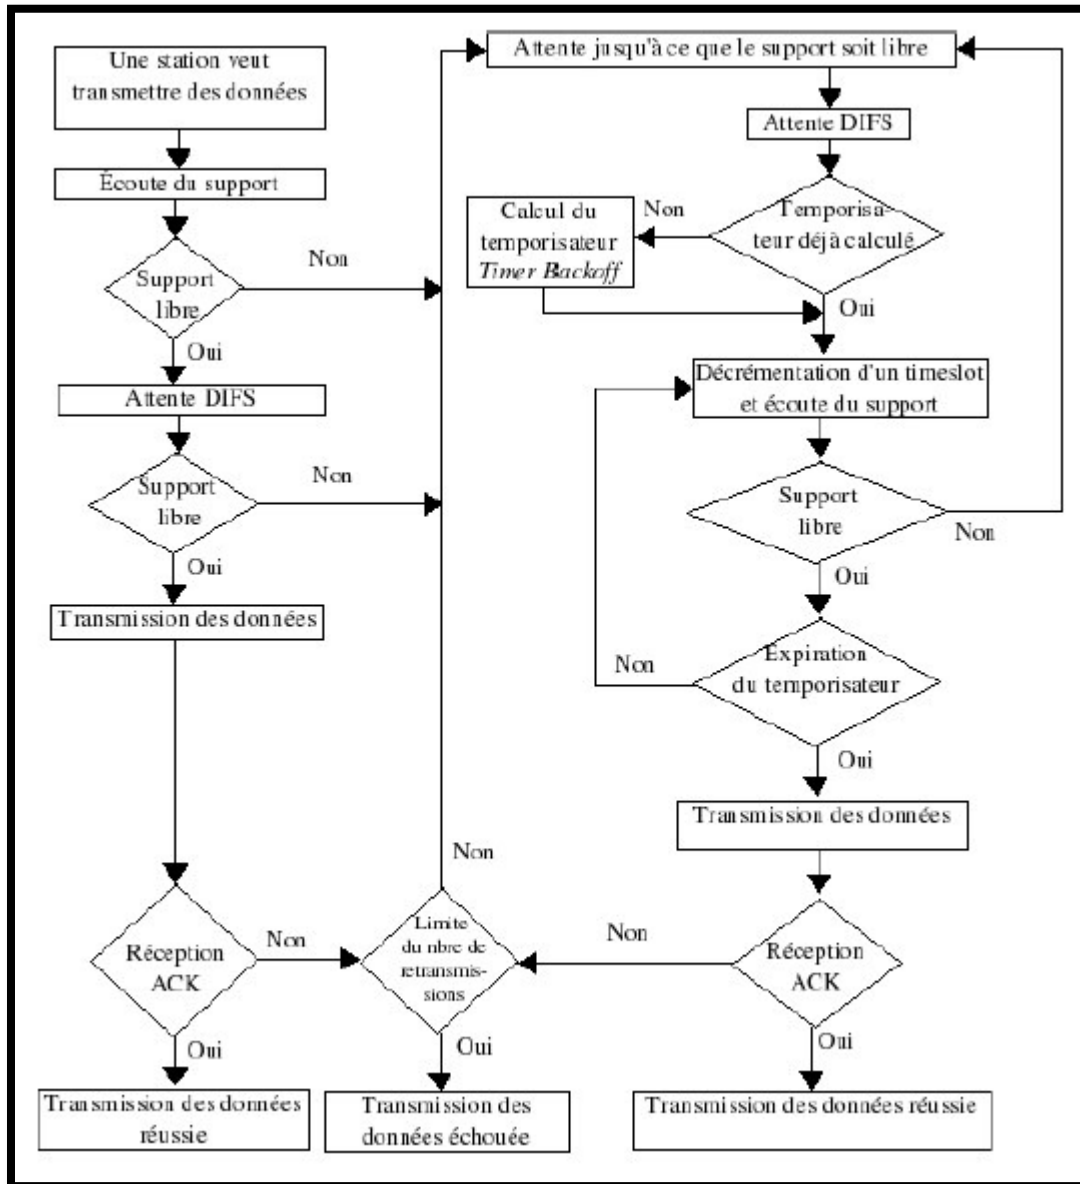 Une station veut
transmettre des données
Écoute du support
Support
libre
Non
Oui
Attente DIFS
Support
libre
Non
Oui
Transmission des données
Réception
ACK
Non
Oui
Transmission des données
réussie
Attente jusqu'à ce que le support soit libre
Attente DIFS
Temporisa-
teur déjà calculé
Non
Calcul du
temporisateur
Timer Backoff
Oui
Décrémentation d'un timeslot
et écoute du support
Support
libre
Non
Oui
Expiration
du temporisateur
Non
Oui
Transmission des données
Réception
ACK
Non
Oui
Transmission des données réussie
Non
Limite
du nbre de
retransmis-
sions
Oui
Transmission des
données échouée